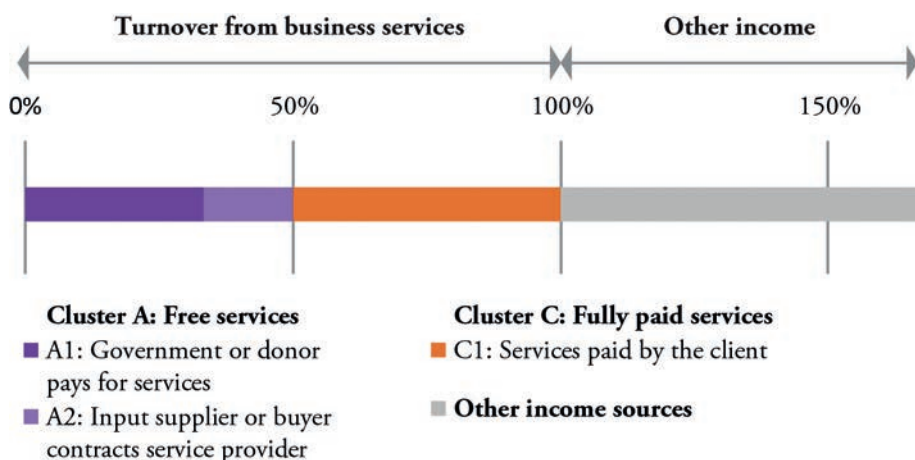 Turnover from business services
Other income
0%
50%
100%
150%
Cluster A: Free services
A1: Government or donor
pays for services
A2: Input supplier or buyer
contracts service provider
Cluster C: Fully paid services
C1: Services paid by the client
Other income sources